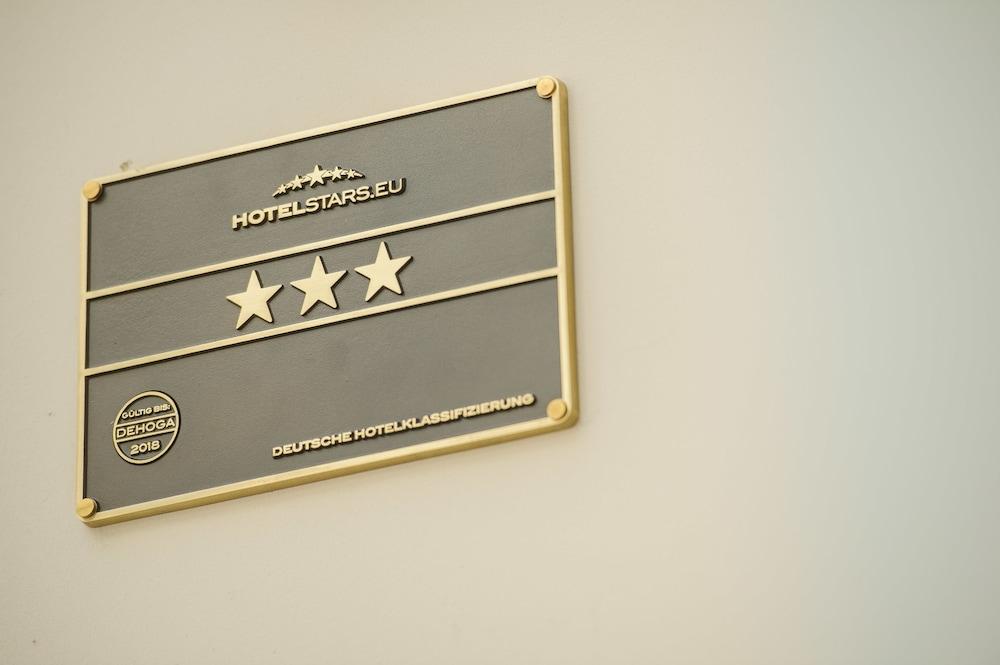 HOTELSTARS.EU
GÜLTIG BIS:
DEHOGA
2018
DEUTSCHE HOTELKLASSIFIZIERUNG